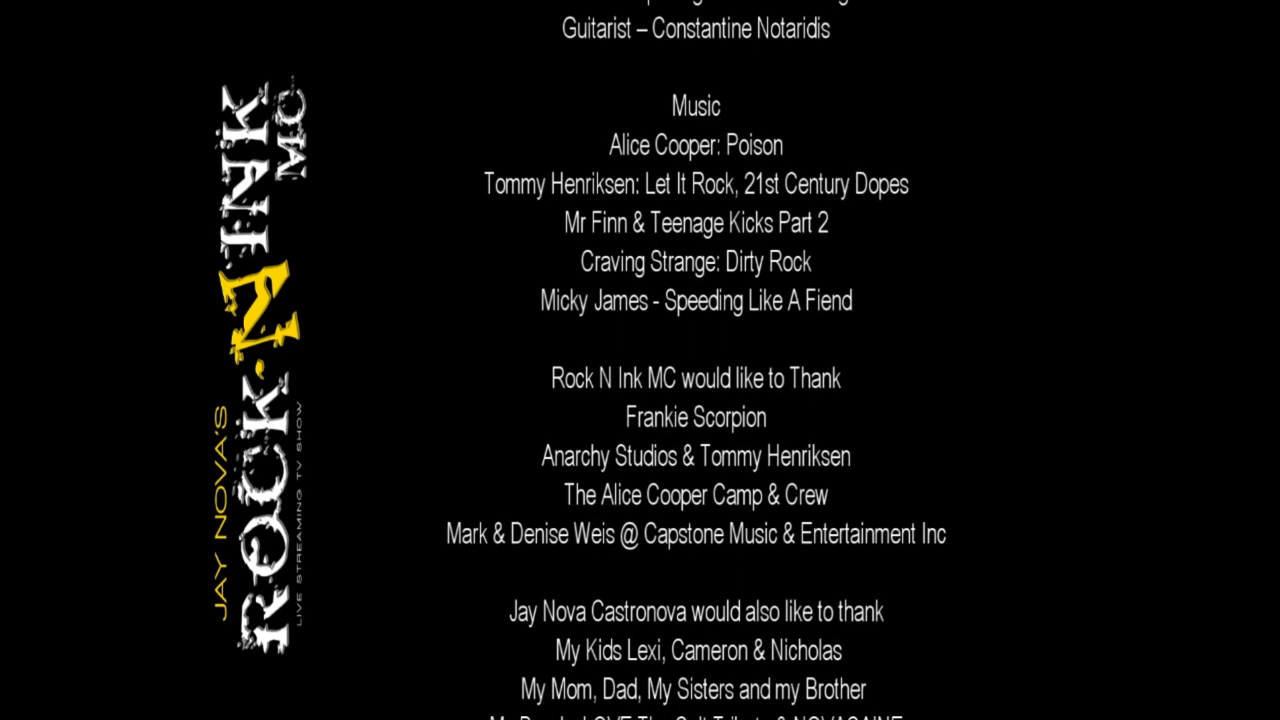 Guitarist – Constantine Notaridis
Music
Alice Cooper: Poison
Tommy Henriksen: Let It Rock, 21st Century Dopes
Mr Finn & Teenage Kicks Part 2
Craving Strange: Dirty Rock
Micky James - Speeding Like A Fiend
Rock N Ink MC would like to Thank
Frankie Scorpion
Anarchy Studios & Tommy Henriksen
The Alice Cooper Camp & Crew
Mark & Denise Weis @ Capstone Music & Entertainment Inc
Jay Nova Castronova would also like to thank
My Kids Lexi, Cameron & Nicholas
My Mom, Dad, My Sisters and my Brother
JAY NOVA'S
ROCK·N INK
MC
LIVE STREAMING TV SHOW